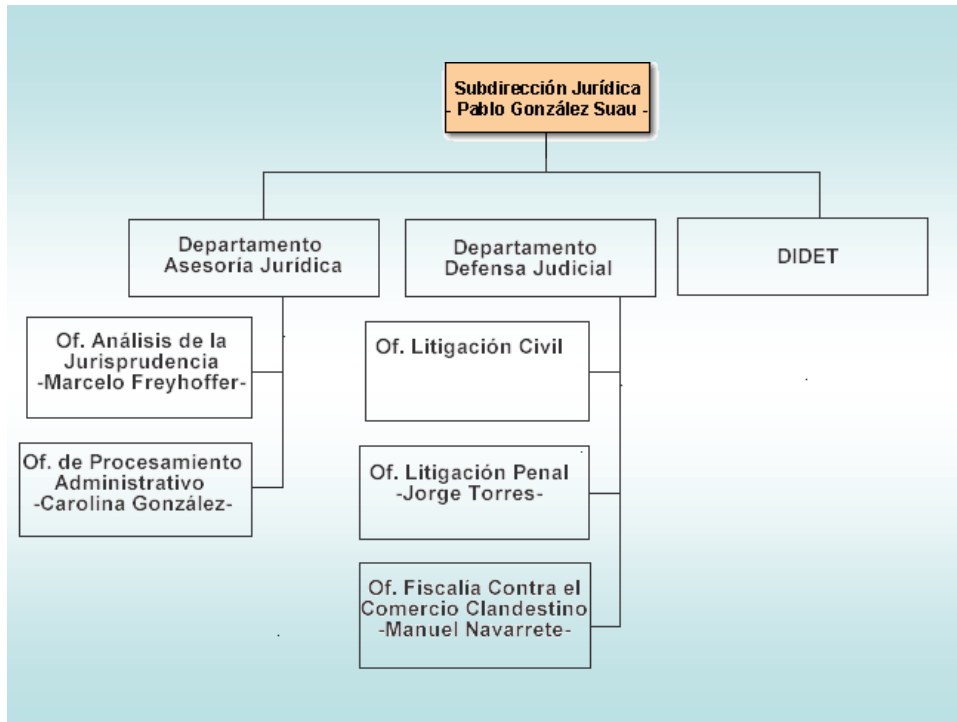 Subdirección Jurídica
- Pablo González Suau -
Departamento
Asesoría Jurídica
Departamento
Defensa Judicial
DIDET
Of. Análisis de la
Jurisprudencia
-Marcelo Freyhoffer-
Of. de Procesamiento
Administrativo
-Carolina González-
Of. Litigación Civil
Of. Litigación Penal
-Jorge Torres-
Of. Fiscalía Contra el
Comercio Clandestino
-Manuel Navarrete-